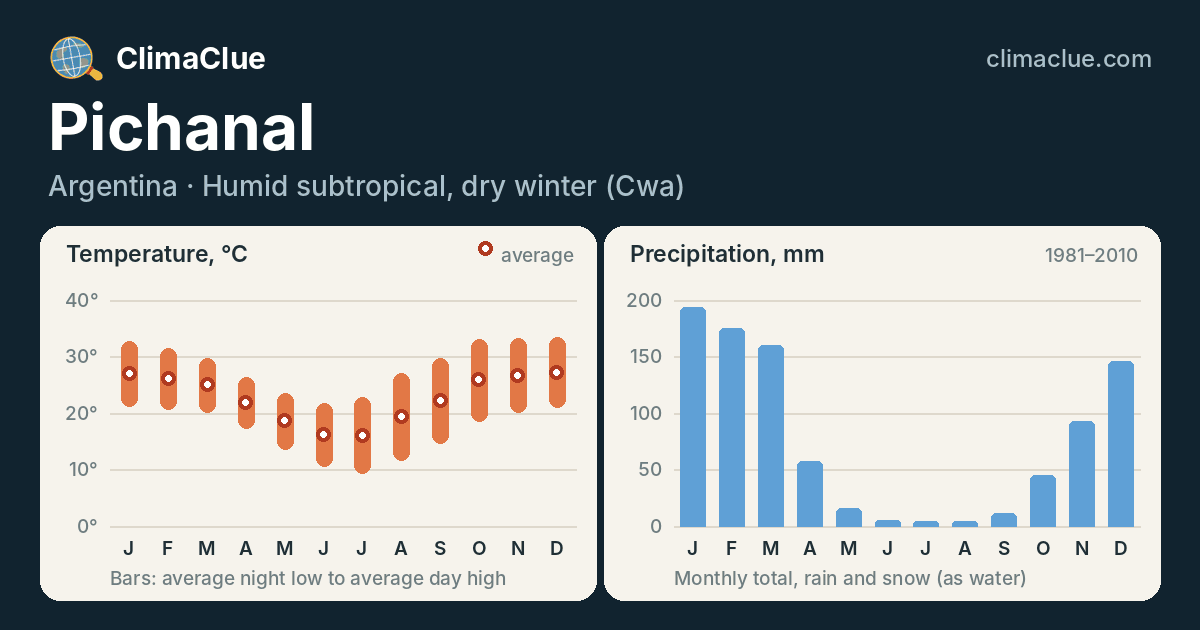 ClimaClue
climaclue.com
Pichanal
Argentina · Humid subtropical, dry winter (Cwa)
Temperature, °C
average
40°
30°
20°
10°
0°
J F M A M J J A S O N D
Bars: average night low to average day high
Precipitation, mm
1981–2010
200
150
100
50
0
J F M A M J J A S O N D
Monthly total, rain and snow (as water)